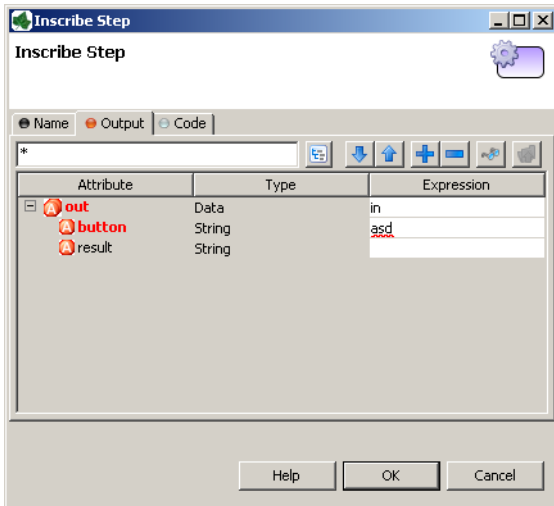 Inscribe Step
Inscribe Step
Name Output Code
*
Attribute Type Expression
out Data in
button String asd
result String
Help OK Cancel